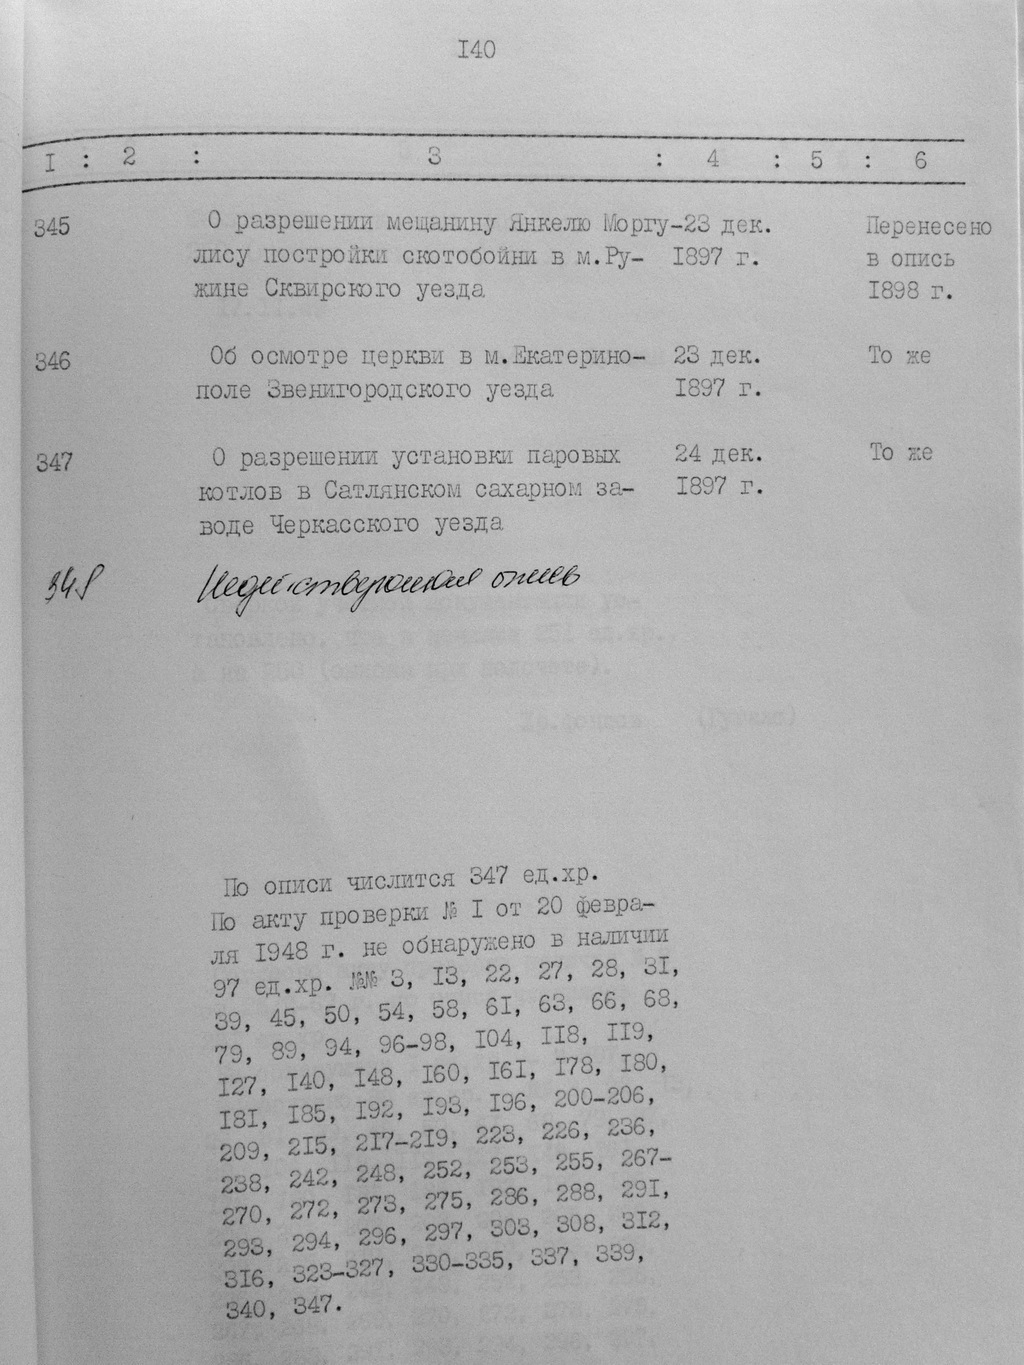 I40
I : 2 : 3 : 4 : 5 : 6
345 О разрешении мещанину Янкелю Моргу-23 дек. Перенесено
лису постройки скотобойни в м.Ру- I897 г. в опись
жине Сквирского уезда I898 г.
346 Об осмотре церкви в м.Екатерино- 23 дек. То же
поле Звенигородского уезда I897 г.
347 О разрешении установки паровых 24 дек. То же
котлов в Сатлянском сахарном за- I897 г.
воде Черкасского уезда
348 Недействующая опись
По описи числится 347 ед.хр.
По акту проверки № I от 20 февра-
ля I948 г. не обнаружено в наличии
97 ед.хр. №№ 3, I3, 22, 27, 28, 3I,
39, 45, 50, 54, 58, 6I, 63, 66, 68,
79, 89, 94, 96-98, I04, II8, II9,
I27, I40, I48, I60, I6I, I78, I80,
I8I, I85, I92, I93, I96, 200-206,
209, 2I5, 2I7-2I9, 223, 226, 236,
238, 242, 248, 252, 253, 255, 267-
270, 272, 273, 275, 286, 288, 29I,
293, 294, 296, 297, 303, 308, 3I2,
3I6, 323-327, 330-335, 337, 339,
340, 347.